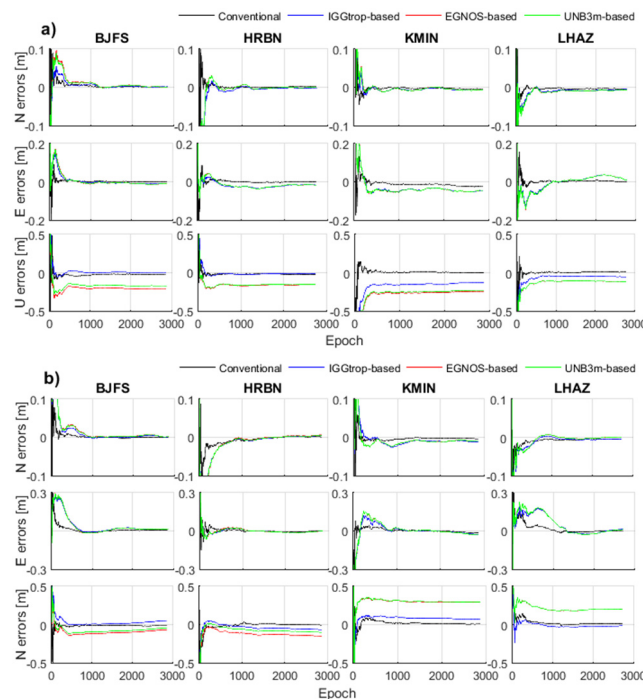 Conventional IGGtrop-based EGNOS-based UNB3m-based
a)
BJFS HRBN KMIN LHAZ
N errors [m]
0.1 0 -0.1 0.1 0 -0.1 0.1 0 -0.1 0.1 0 -0.1
E errors [m]
0.2 0 -0.2 0.2 0 -0.2 0.2 0 -0.2 0.2 0 -0.2
U errors [m]
0.5 0 -0.5 0.5 0 -0.5 0.5 0 -0.5 0.5 0 -0.5
0 1000 2000 3000 0 1000 2000 3000 0 1000 2000 3000 0 1000 2000 3000
Epoch
Conventional IGGtrop-based EGNOS-based UNB3m-based
b)
BJFS HRBN KMIN LHAZ
N errors [m]
0.1 0 -0.1 0.1 0 -0.1 0.1 0 -0.1 0.1 0 -0.1
E errors [m]
0.3 0 -0.3 0.3 0 -0.3 0.3 0 -0.3 0.3 0 -0.3
N errors [m]
0.5 0 -0.5 0.5 0 -0.5 0.5 0 -0.5 0.5 0 -0.5
0 1000 2000 3000 0 1000 2000 3000 0 1000 2000 3000 0 1000 2000 3000
Epoch